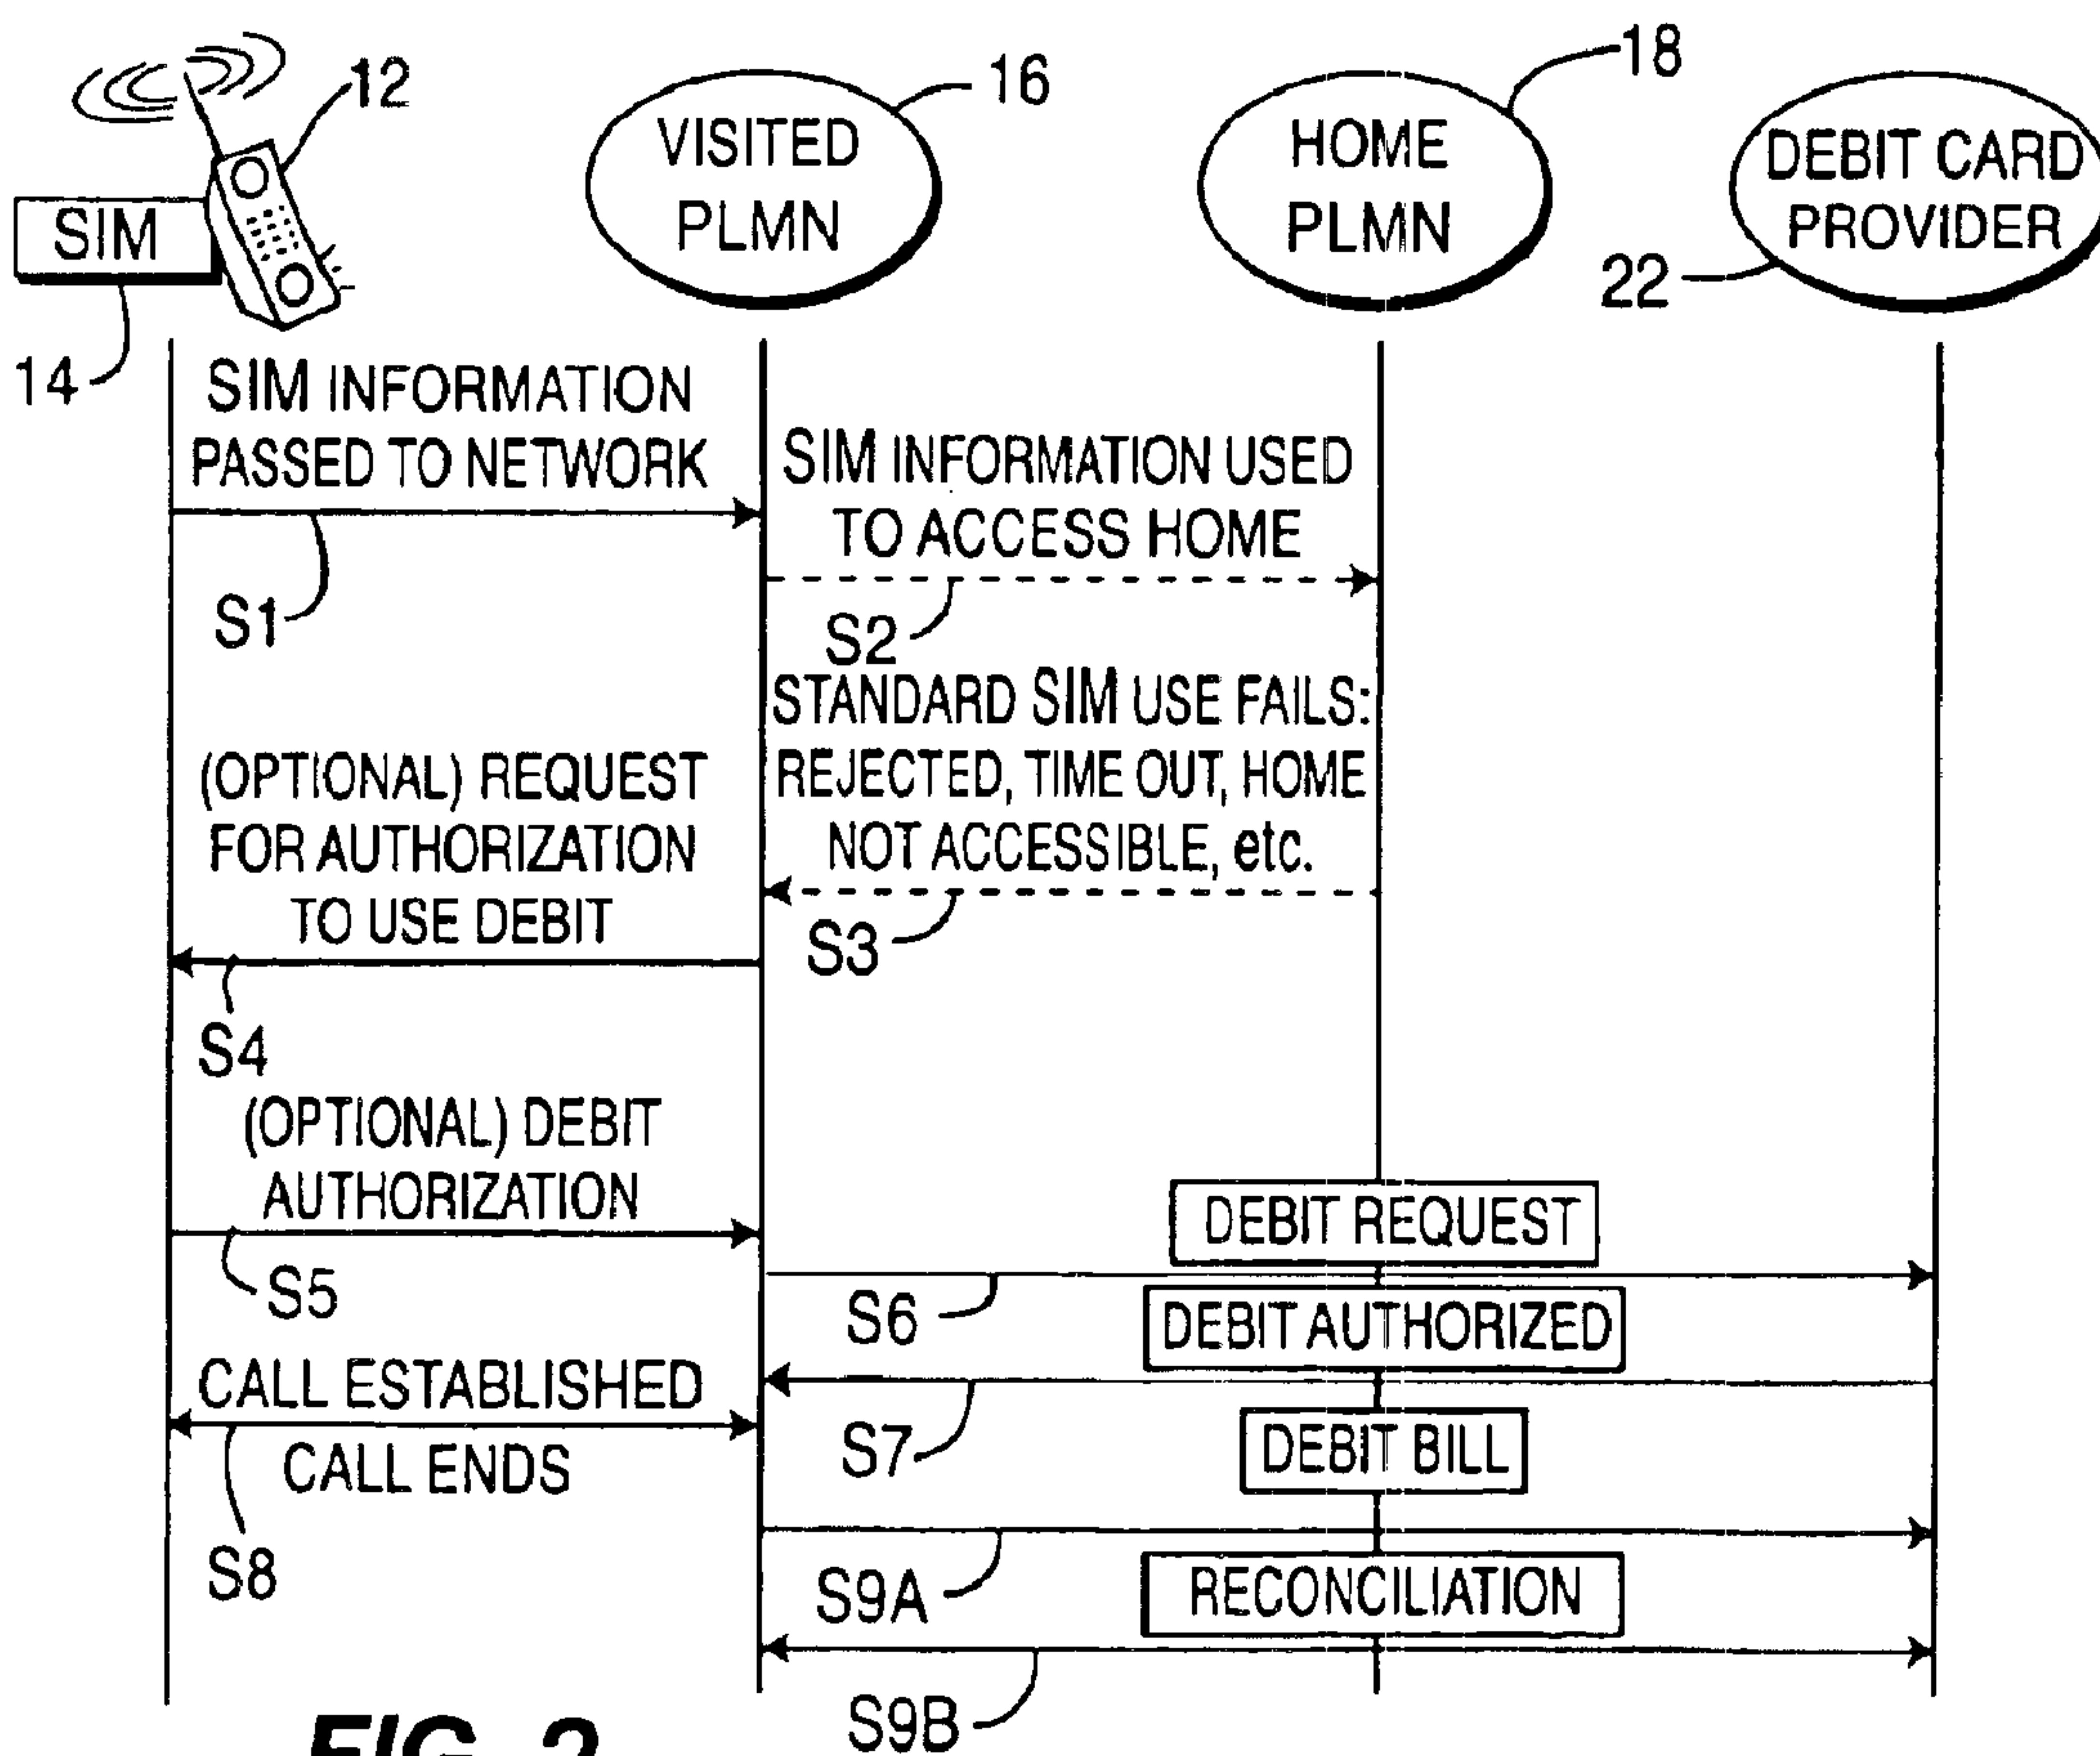 12
16
18
VISITED
PLMN
HOME
PLMN
DEBIT CARD
PROVIDER
SIM
22
14
SIM INFORMATION
PASSED TO NETWORK
S1
SIM INFORMATION USED
TO ACCESS HOME
S2
STANDARD SIM USE FAILS:
REJECTED, TIME OUT, HOME
NOT ACCESSIBLE, etc.
S3
(OPTIONAL) REQUEST
FOR AUTHORIZATION
TO USE DEBIT
S4
(OPTIONAL) DEBIT
AUTHORIZATION
S5
DEBIT REQUEST
S6
DEBIT AUTHORIZED
S7
CALL ESTABLISHED
CALL ENDS
S8
DEBIT BILL
S9A
RECONCILIATION
S9B
FIG. 2